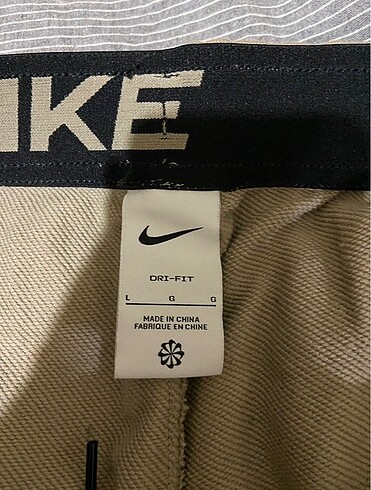 IKE
DRI-FIT
L G G
MADE IN CHINA
FABRIQUE EN CHINE